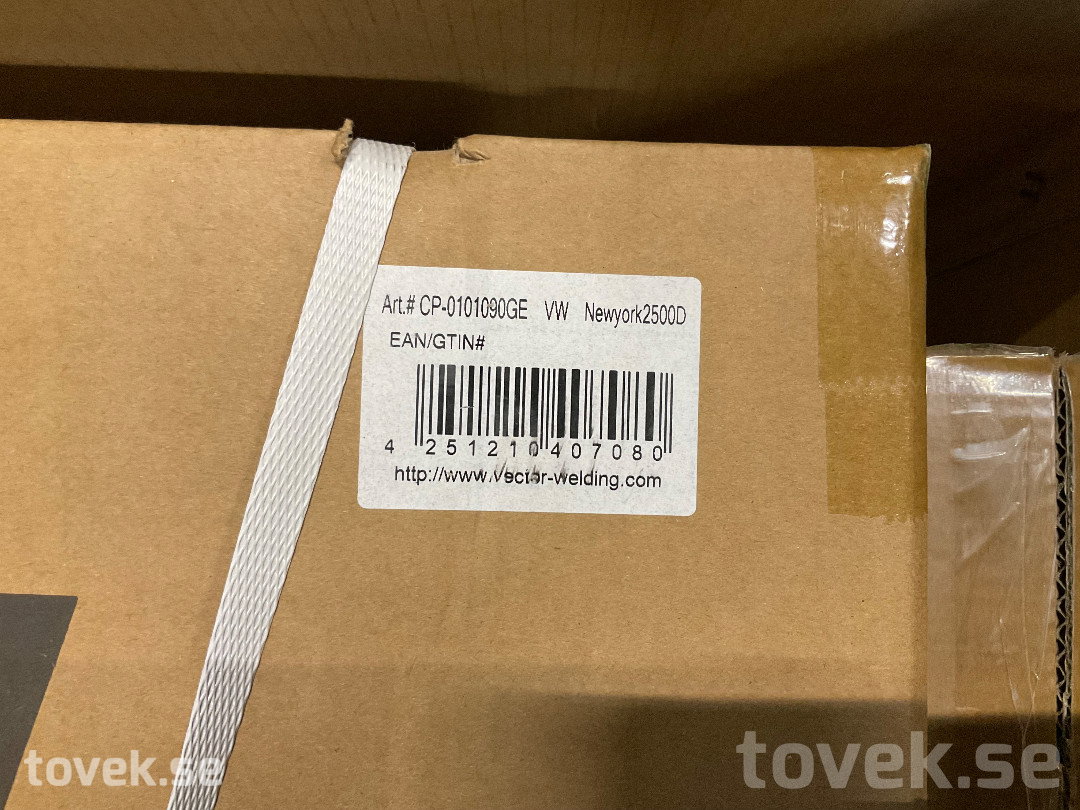 Art.# CP-0101090GE VW Newyork2500D
EAN/GTIN#
4 251210 407080
http://www.vector-welding.com
tovek.se
tovek.se